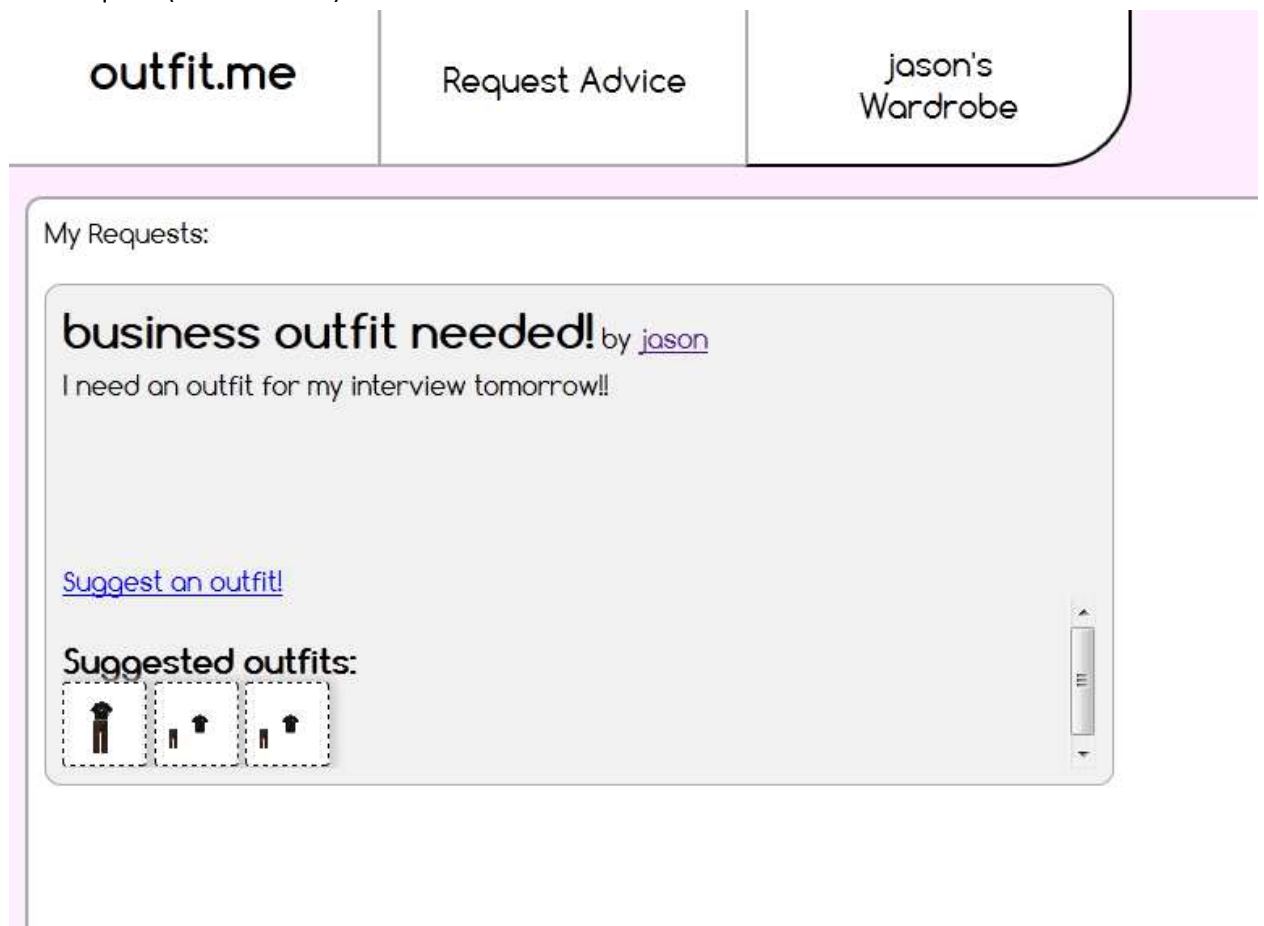 outfit.me
Request Advice
jason's
Wardrobe
My Requests:
business outfit needed! by jason
I need an outfit for my interview tomorrow!!
Suggest an outfit!
Suggested outfits: